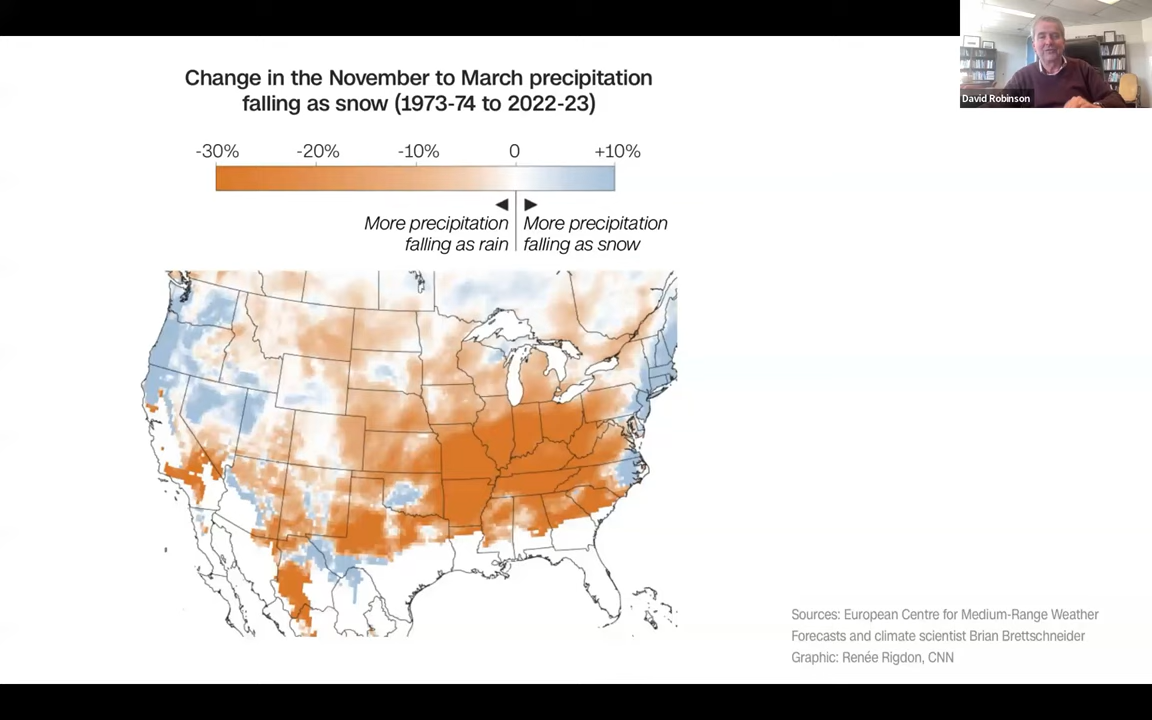 Change in the November to March precipitation
falling as snow (1973-74 to 2022-23)
-30% -20% -10% 0 +10%
◄ ►
More precipitation More precipitation
falling as rain falling as snow
David Robinson
Sources: European Centre for Medium-Range Weather
Forecasts and climate scientist Brian Brettschneider
Graphic: Renée Rigdon, CNN